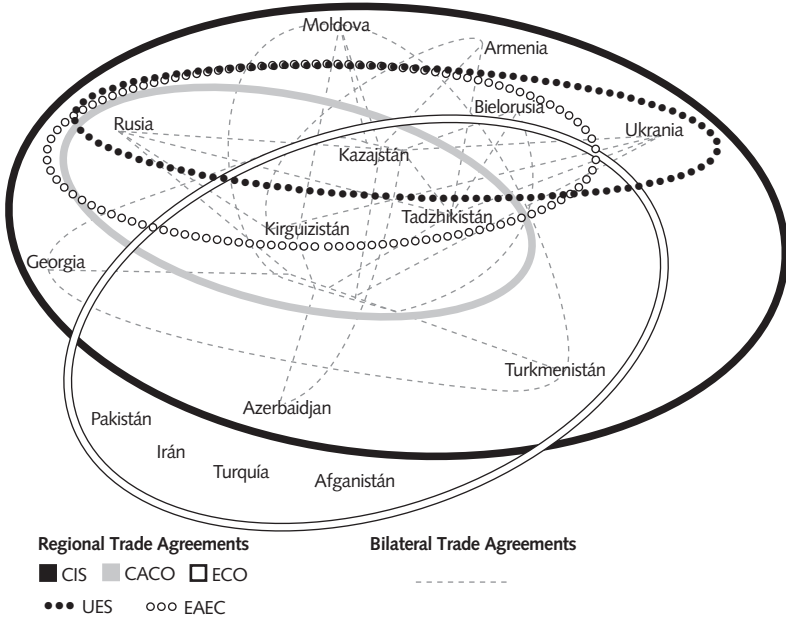 Moldova
Armenia
Bielorusia
Rusia
Ukrania
Kazajstán
Tadzhikistán
Kirguizistán
Georgia
Turkmenistán
Azerbaidjan
Pakistán
Irán
Turquía
Afganistán
Regional Trade Agreements
Bilateral Trade Agreements
CIS CACO ECO
UES EAEC